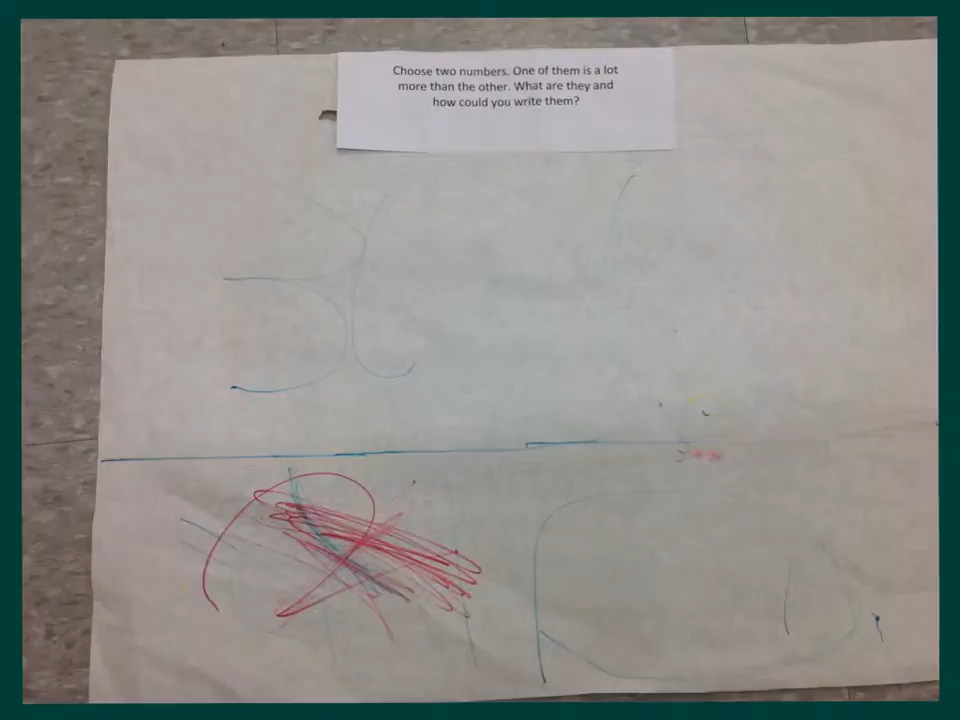 Choose two numbers. One of them is a lot
more than the other. What are they and
how could you write them?